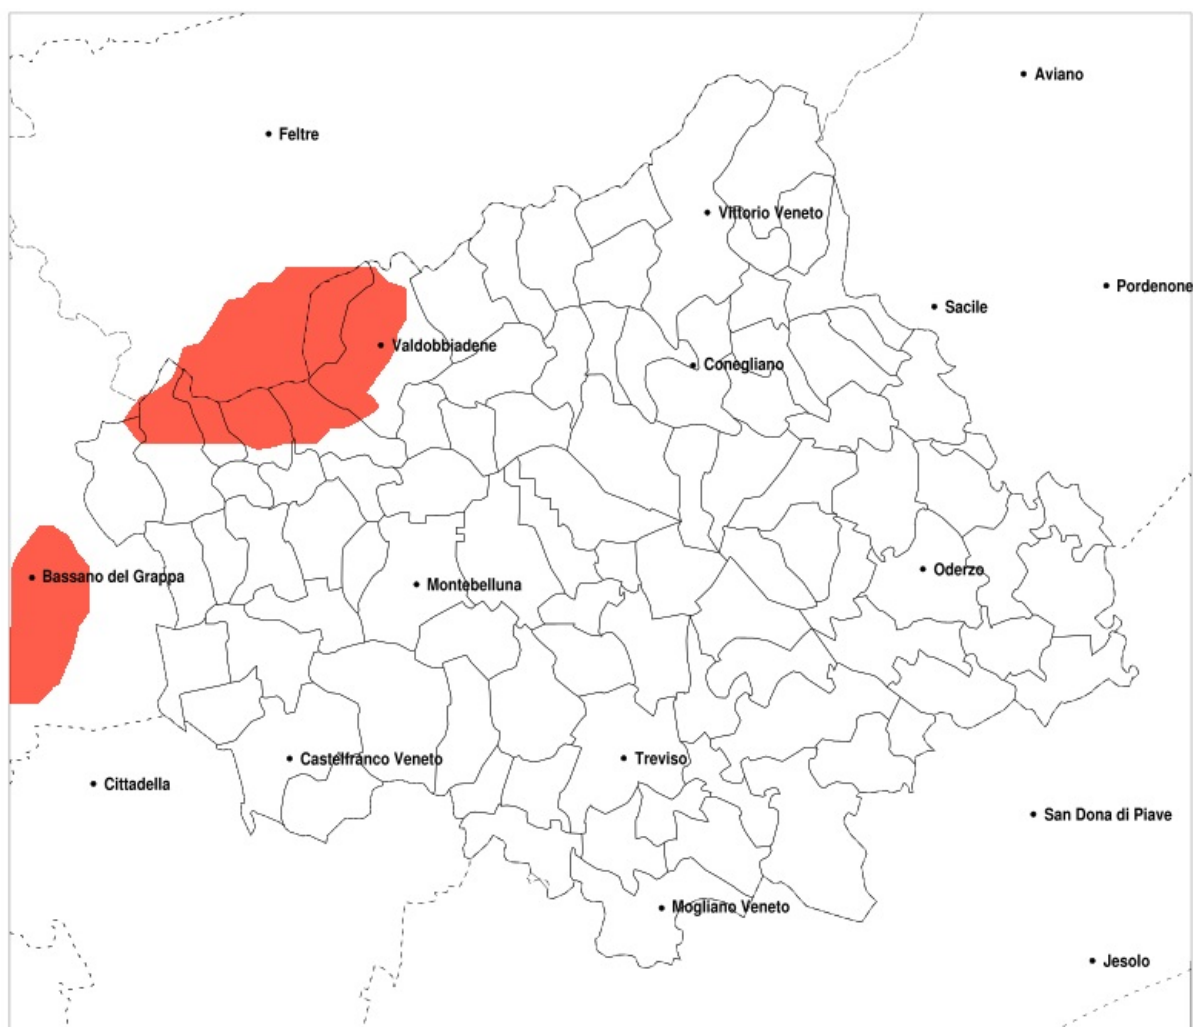 Aviano
Feltre
Vittorio Veneto
Pordenone
Sacile
Valdobbiadene
Conegliano
Oderzo
Bassano del Grappa
Montebelluna
Castelfranco Veneto
Treviso
Cittadella
San Dona di Piave
Mogliano Veneto
Jesolo